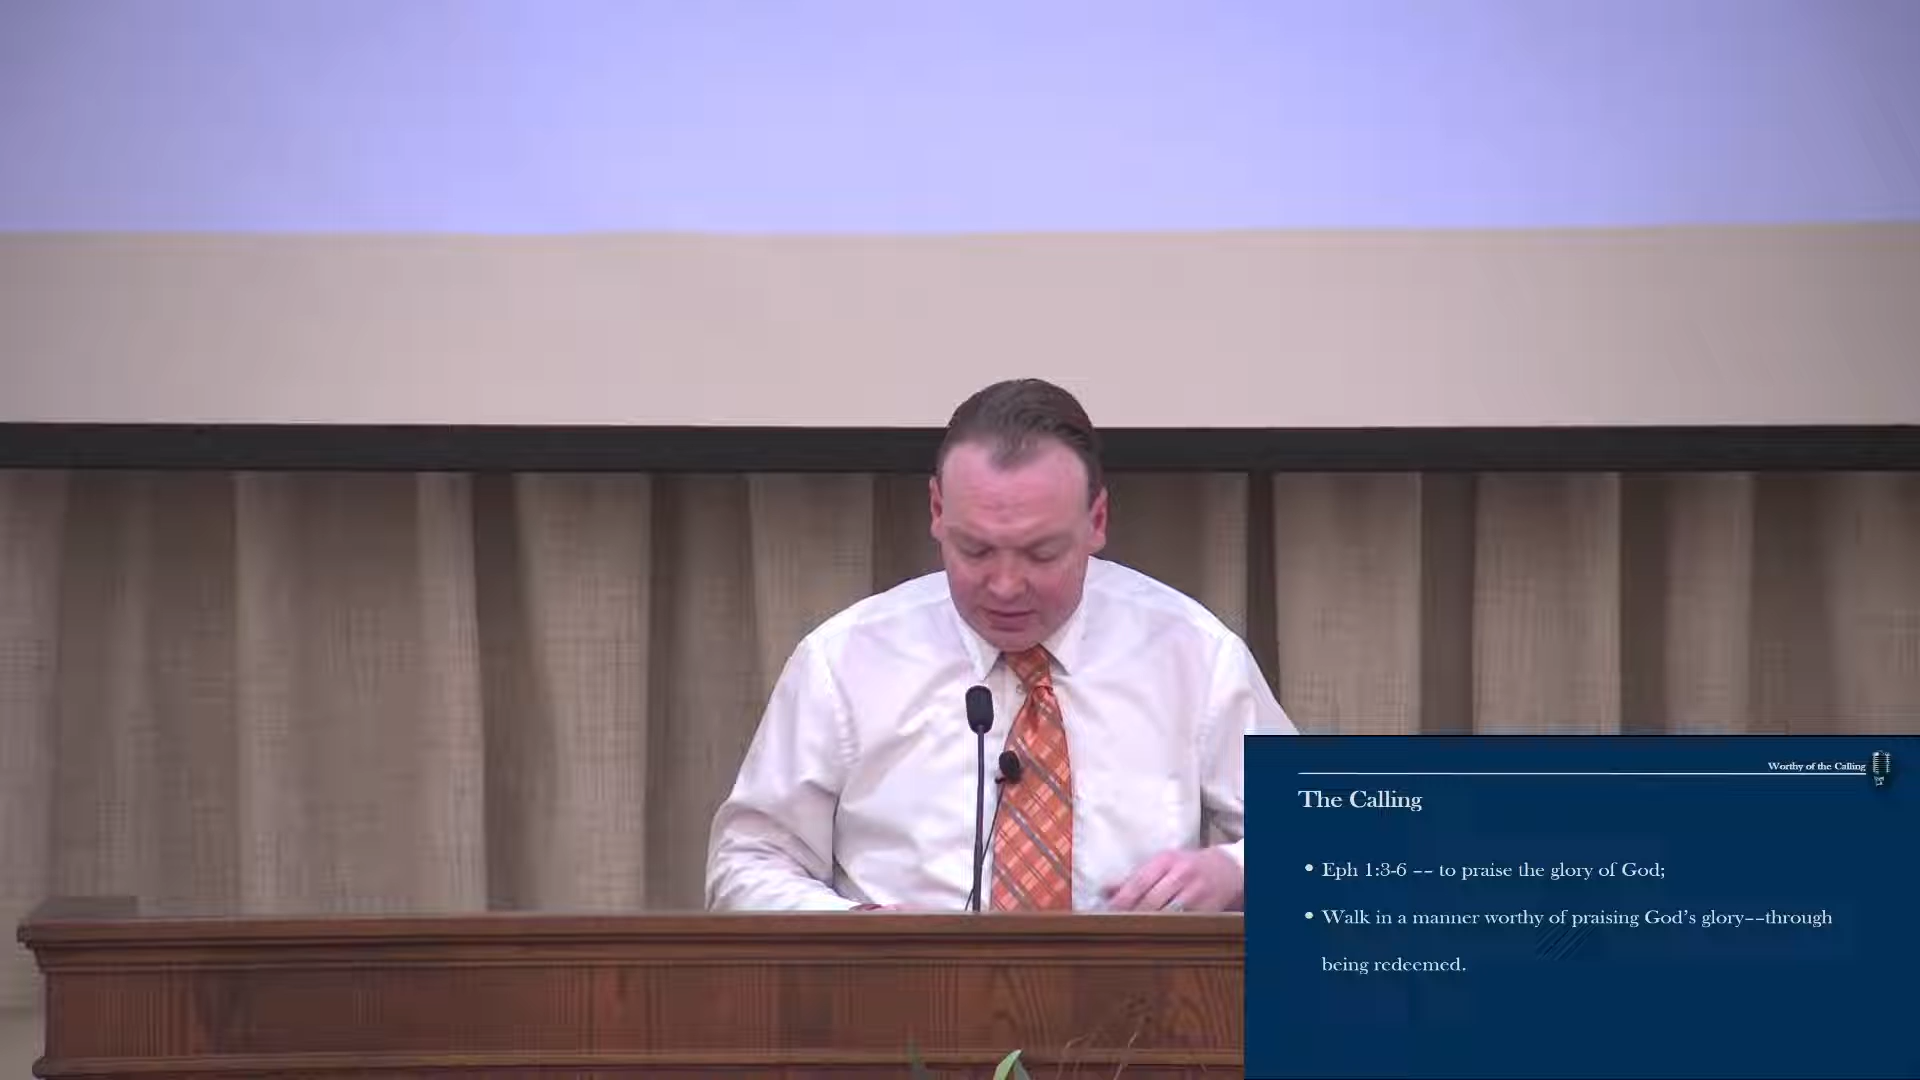 Worthy of the Calling
The Calling
• Eph 1:3-6 -- to praise the glory of God;
• Walk in a manner worthy of praising God's glory--through
being redeemed.